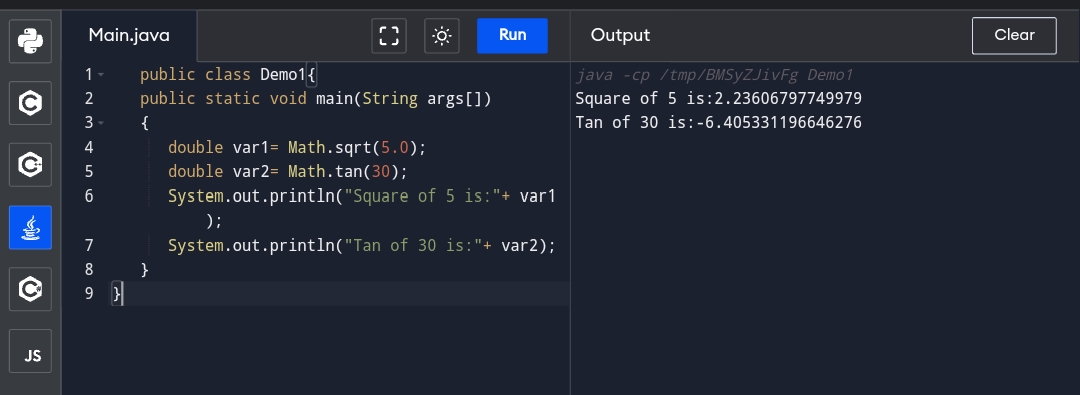 Main.java
Run
Output
Clear
1 public class Demo1{
2 public static void main(String args[])
3 {
4 double var1= Math.sqrt(5.0);
5 double var2= Math.tan(30);
6 System.out.println("Square of 5 is:"+ var1
);
7 System.out.println("Tan of 30 is:"+ var2);
8 }
9 }
java -cp /tmp/BMSyZJivFg Demo1
Square of 5 is:2.23606797749979
Tan of 30 is:-6.405331196646276
C
C
C
JS